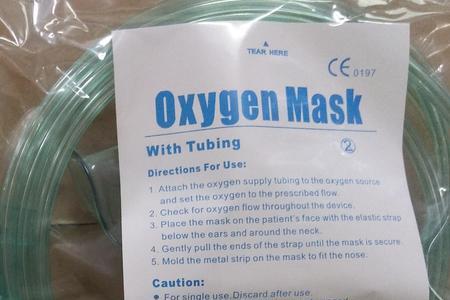 TEAR HERE
CE 0197
Oxygen Mask
With Tubing
②
Directions For Use:
1 Attach the oxygen supply tubing to the oxygen source
and set the oxygen to the prescribed flow.
2. Check for oxygen flow throughout the device.
3. Place the mask on the patient's face with the elastic strap
below the ears and around the neck.
4. Gently pull the ends of the strap until the mask is secure.
5. Mold the metal strip on the mask to fit the nose.
Caution:
• For single use. Discard after use.